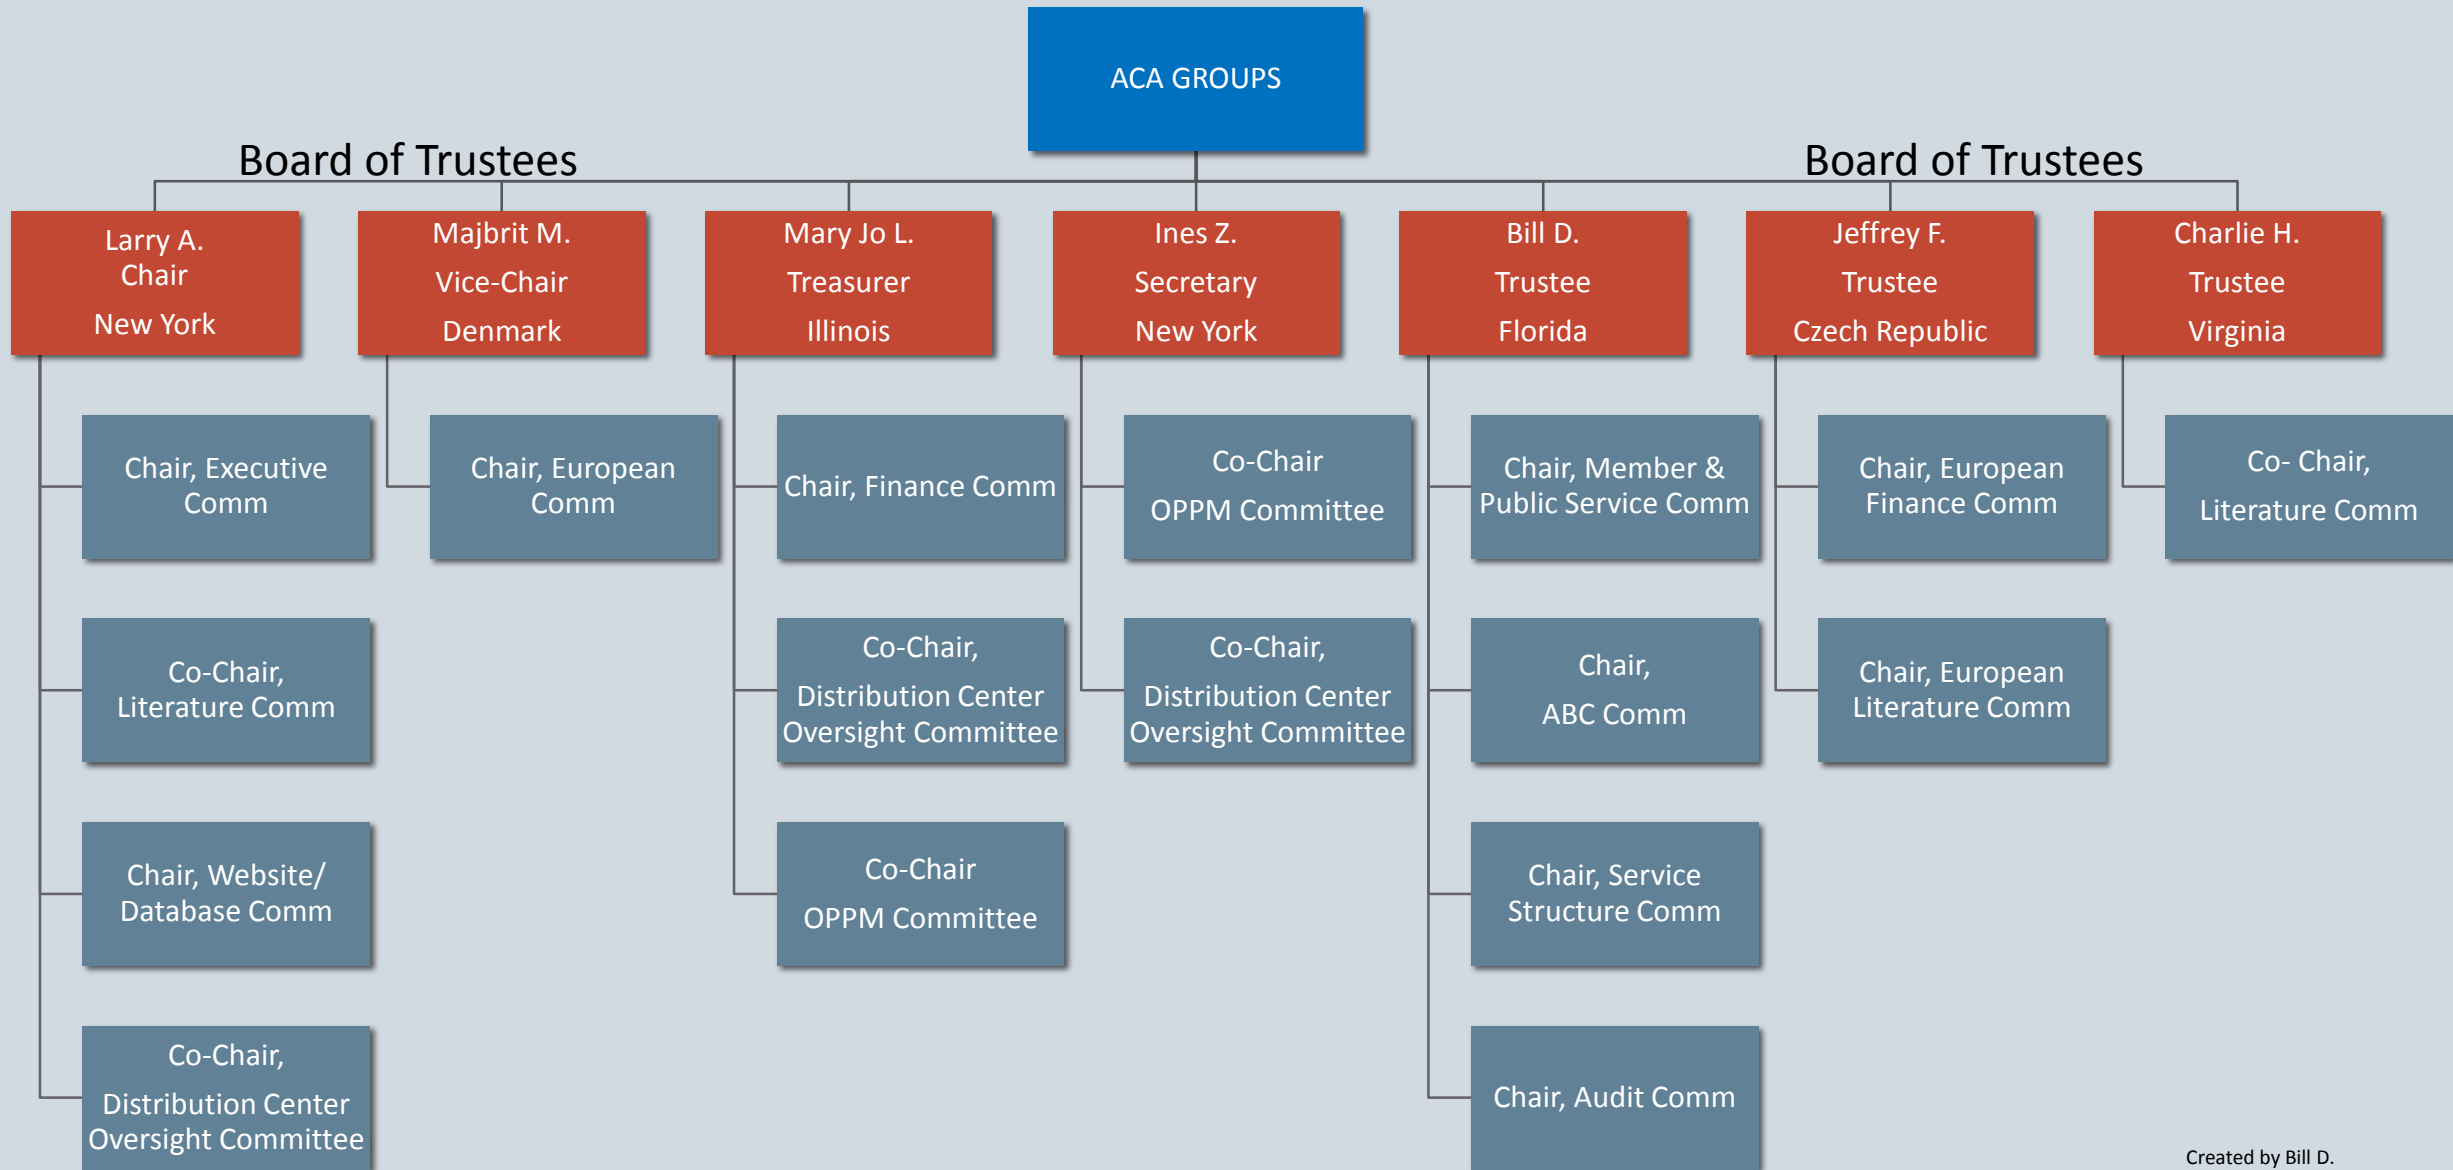 ACA GROUPS
Board of Trustees
Board of Trustees
Larry A.
Chair
New York
Majbrit M.
Vice-Chair
Denmark
Mary Jo L.
Treasurer
Illinois
Ines Z.
Secretary
New York
Bill D.
Trustee
Florida
Jeffrey F.
Trustee
Czech Republic
Charlie H.
Trustee
Virginia
Chair, Executive
Comm
Co-Chair,
Literature Comm
Chair, Website/
Database Comm
Co-Chair,
Distribution Center
Oversight Committee
Chair, European
Comm
Chair, Finance Comm
Co-Chair,
Distribution Center
Oversight Committee
Co-Chair
OPPM Committee
Co-Chair
OPPM Committee
Co-Chair,
Distribution Center
Oversight Committee
Chair, Member &
Public Service Comm
Chair,
ABC Comm
Chair, Service
Structure Comm
Chair, Audit Comm
Chair, European
Finance Comm
Chair, European
Literature Comm
Co- Chair,
Literature Comm
Created by Bill D.